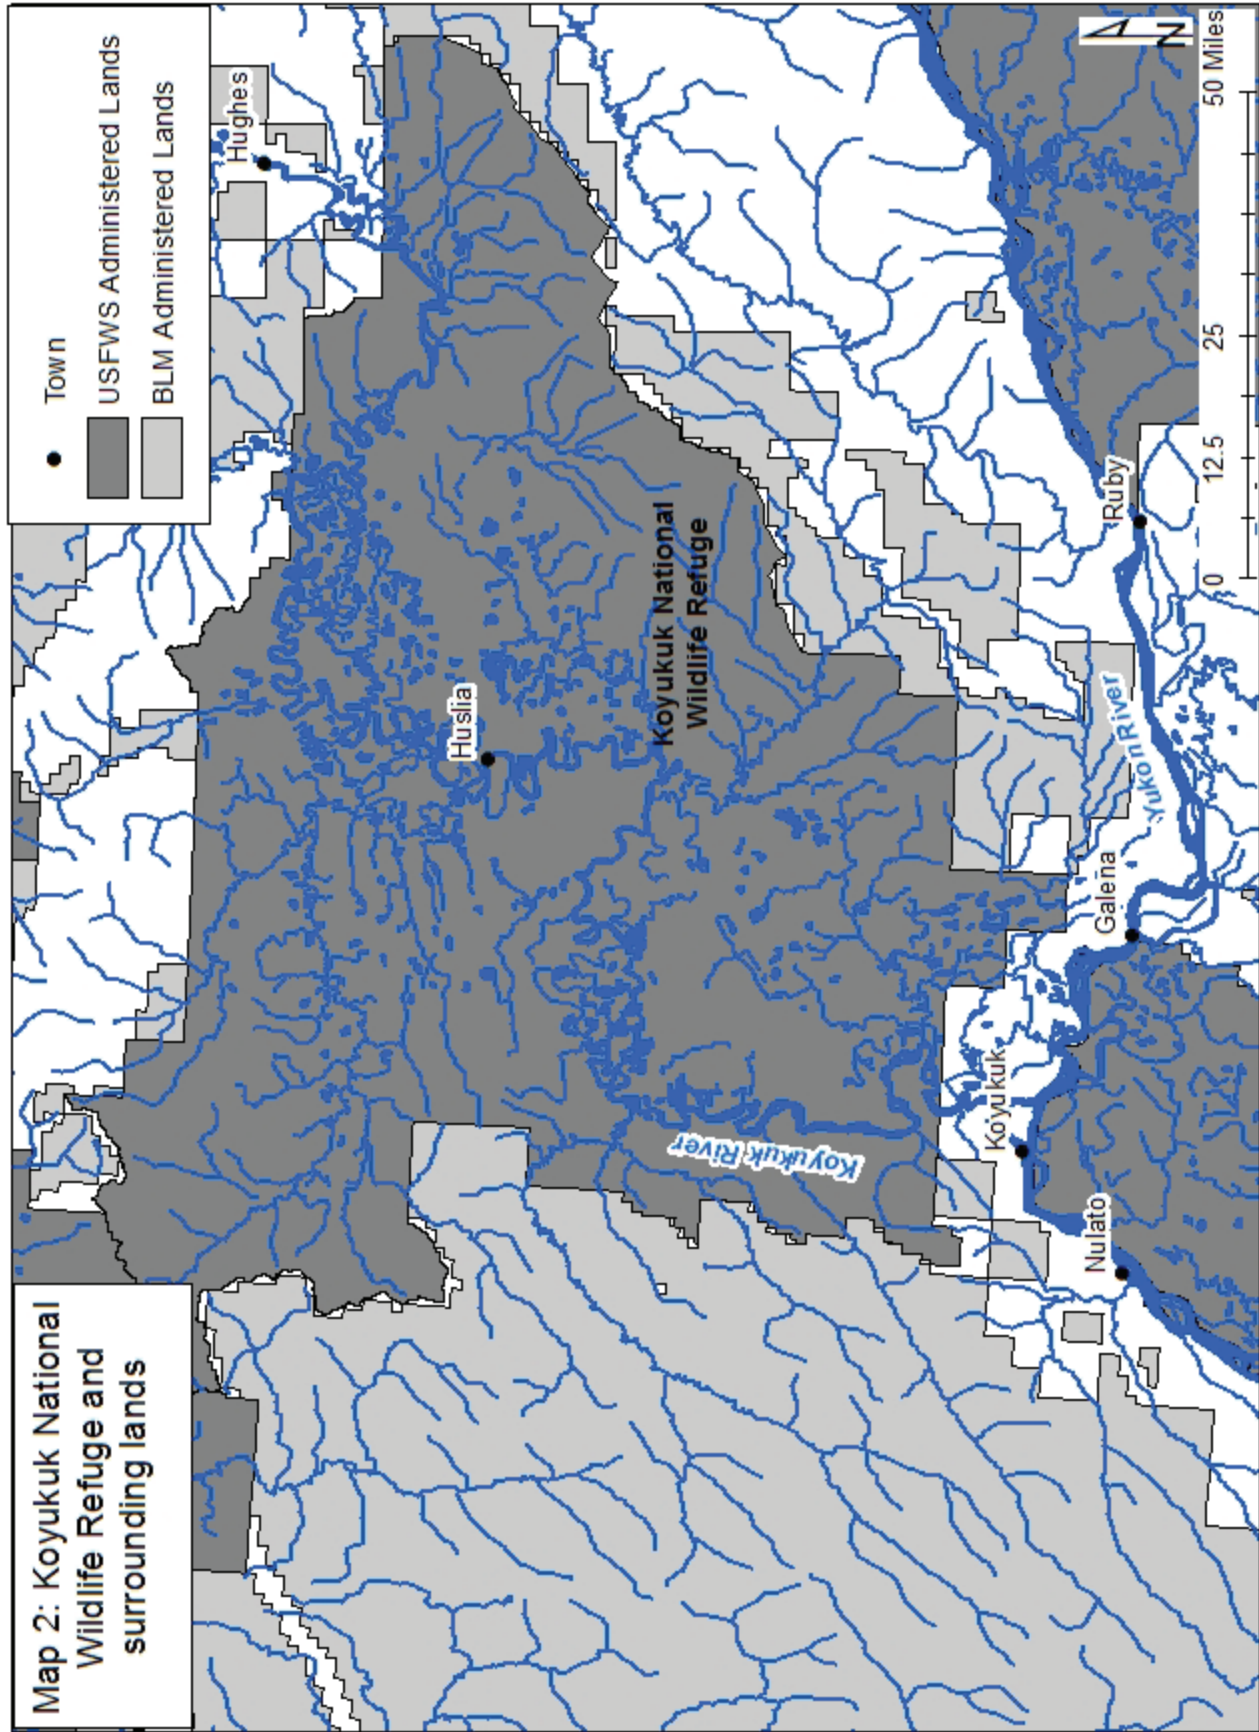 Map 2: Koyukuk National
Wildlife Refuge and
surrounding lands
Town
USFWS Administered Lands
BLM Administered Lands
Hughes
Huslia
Koyukuk National
Wildlife Refuge
Koyukuk River
Koyukuk
Nulato
Galena
Yukon River
Ruby
N
0
12.5
25
50 Miles